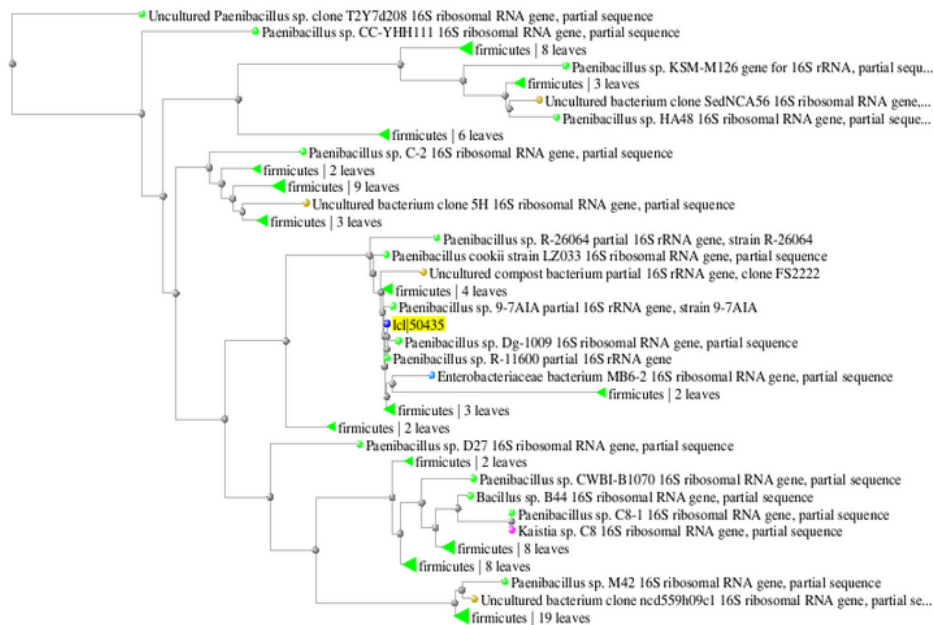 Uncultured Paenibacillus sp. clone T2Y7d208 16S ribosomal RNA gene, partial sequence
Paenibacillus sp. CC-YHH111 16S ribosomal RNA gene, partial sequence
firmicutes | 8 leaves
Paenibacillus sp. KSM-M126 gene for 16S rRNA, partial sequ...
firmicutes | 3 leaves
Uncultured bacterium clone SedNCA56 16S ribosomal RNA gene,...
Paenibacillus sp. HA48 16S ribosomal RNA gene, partial seque...
firmicutes | 6 leaves
Paenibacillus sp. C-2 16S ribosomal RNA gene, partial sequence
firmicutes | 2 leaves
firmicutes | 9 leaves
Uncultured bacterium clone 5H 16S ribosomal RNA gene, partial sequence
firmicutes | 3 leaves
Paenibacillus sp. R-26064 partial 16S rRNA gene, strain R-26064
Paenibacillus cookii strain LZ033 16S ribosomal RNA gene, partial sequence
Uncultured compost bacterium partial 16S rRNA gene, clone FS2222
firmicutes | 4 leaves
Paenibacillus sp. 9-7AIA partial 16S rRNA gene, strain 9-7AIA
lcl|50435
Paenibacillus sp. Dg-1009 16S ribosomal RNA gene, partial sequence
Paenibacillus sp. R-11600 partial 16S rRNA gene
Enterobacteriaceae bacterium MB6-2 16S ribosomal RNA gene, partial sequence
firmicutes | 2 leaves
firmicutes | 3 leaves
firmicutes | 2 leaves
Paenibacillus sp. D27 16S ribosomal RNA gene, partial sequence
firmicutes | 2 leaves
Paenibacillus sp. CWBI-B1070 16S ribosomal RNA gene, partial sequence
Bacillus sp. B44 16S ribosomal RNA gene, partial sequence
Paenibacillus sp. C8-1 16S ribosomal RNA gene, partial sequence
Kaistia sp. C8 16S ribosomal RNA gene, partial sequence
firmicutes | 8 leaves
firmicutes | 8 leaves
Paenibacillus sp. M42 16S ribosomal RNA gene, partial sequence
Uncultured bacterium clone ncd559h09c1 16S ribosomal RNA gene, partial se...
firmicutes | 19 leaves